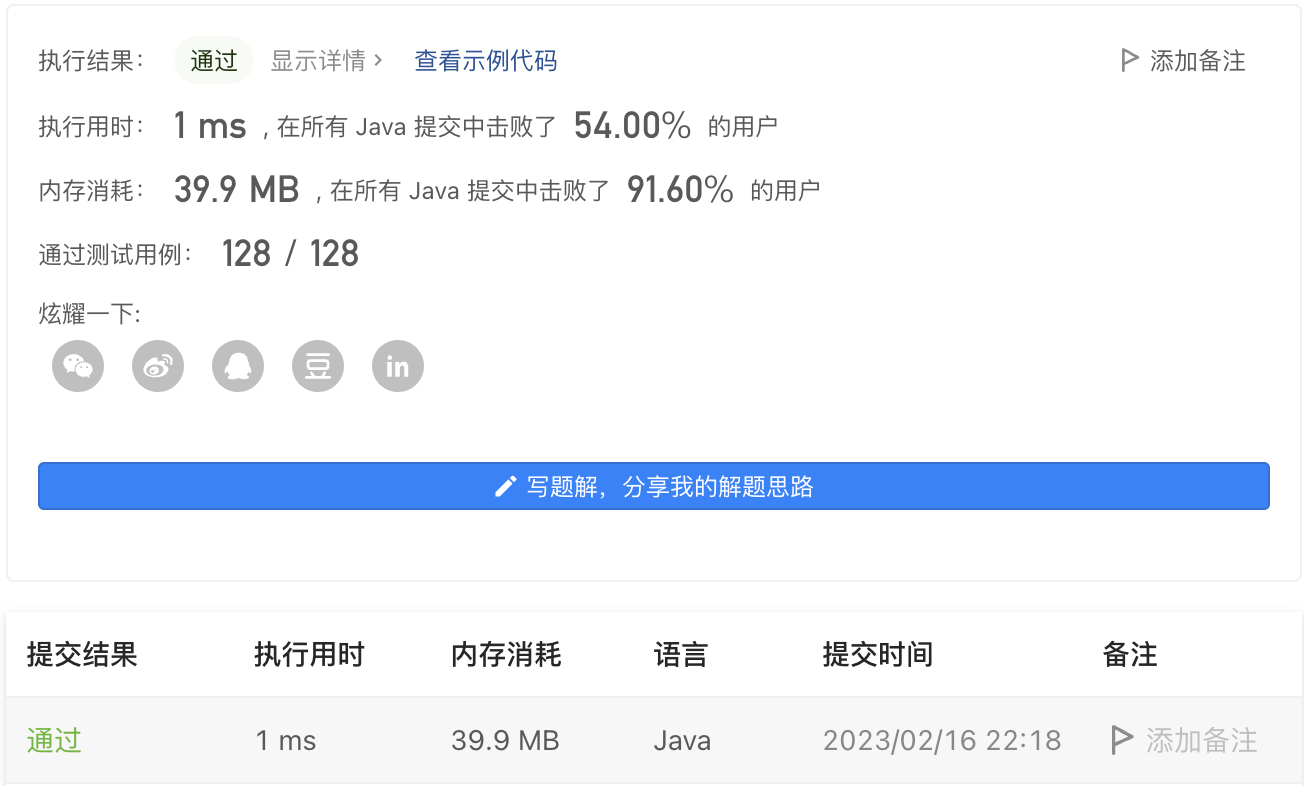 执行结果： 通过 显示详情 > 查看示例代码 添加备注
执行用时： 1 ms , 在所有 Java 提交中击败了 54.00% 的用户
内存消耗： 39.9 MB , 在所有 Java 提交中击败了 91.60% 的用户
通过测试用例： 128 / 128
炫耀一下:
豆 in
写题解，分享我的解题思路
提交结果 执行用时 内存消耗 语言 提交时间 备注
通过 1 ms 39.9 MB Java 2023/02/16 22:18 添加备注